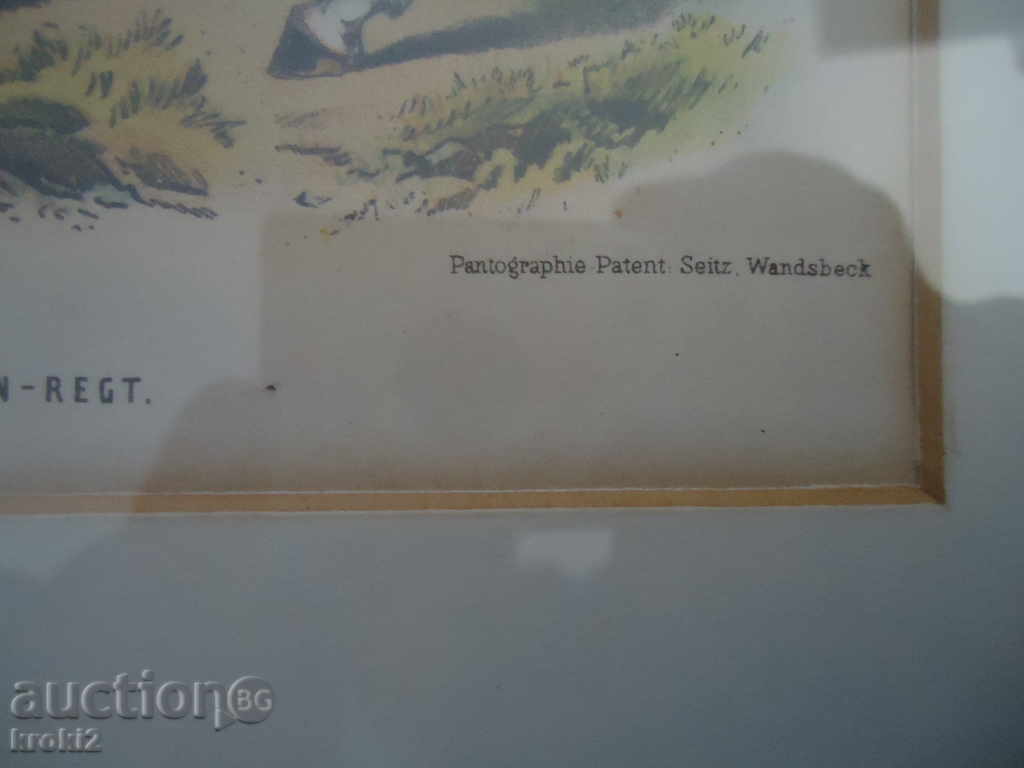 Pantographie Patent: Seitz, Wandsbeck
N-REGT.
auction BG
kroki2